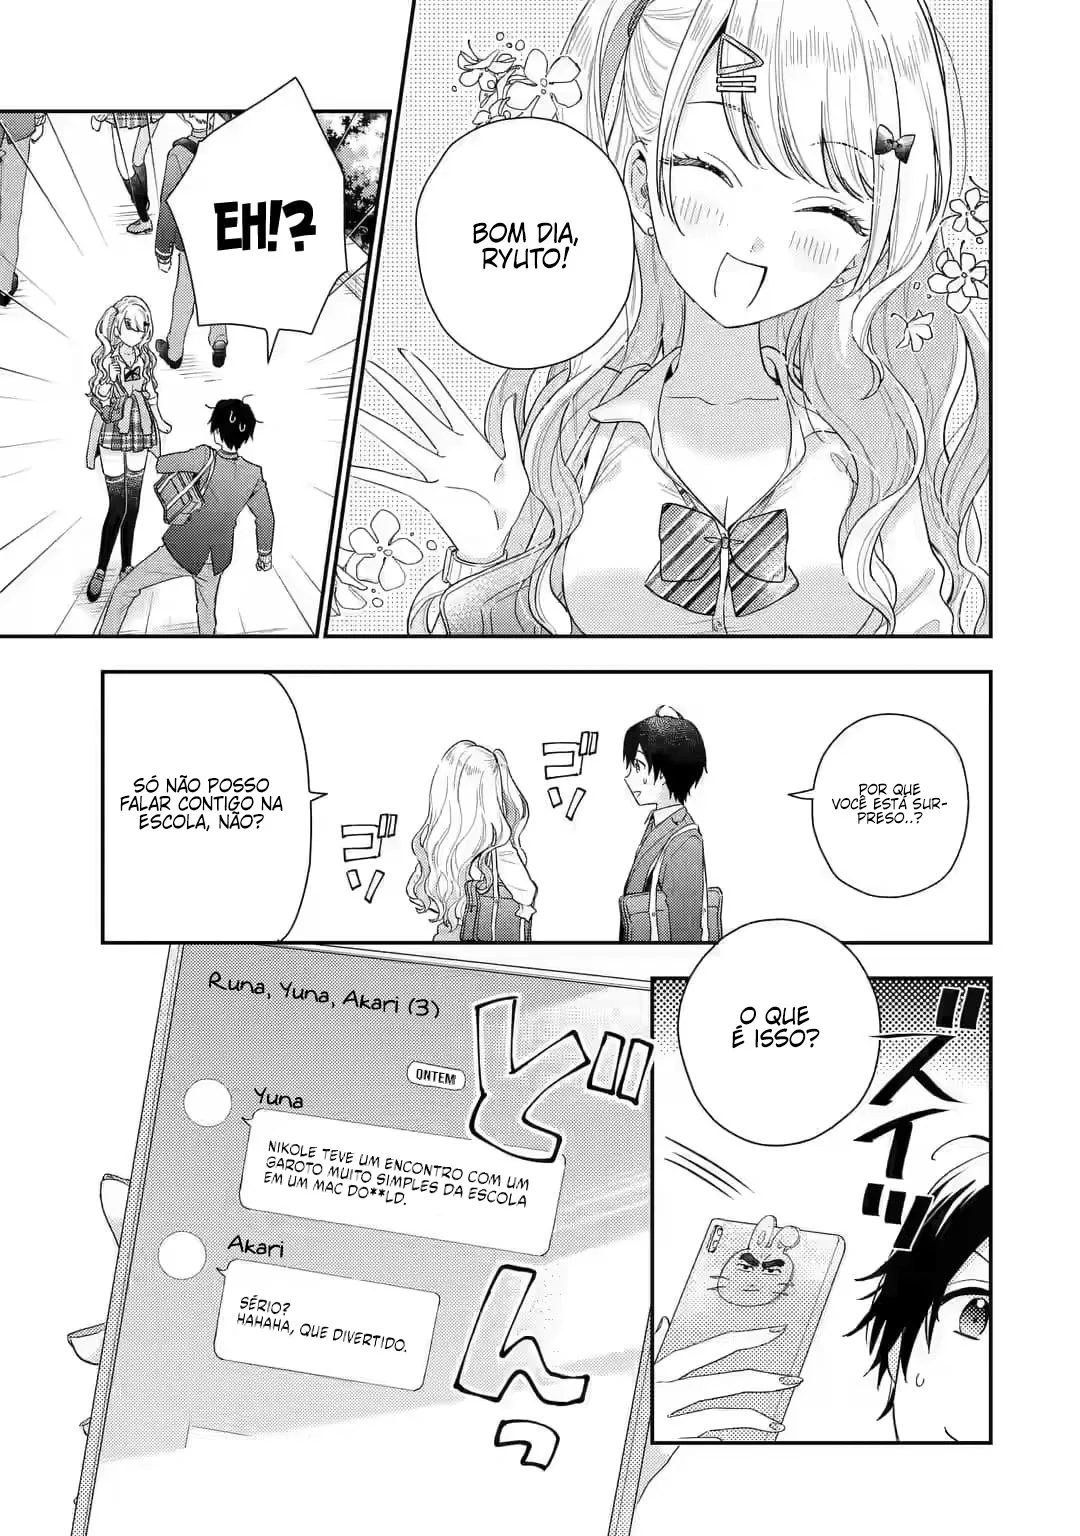 BOM DIA,
RYUTO!
EH!?
POR QUE
VOCÊ ESTÁ SUR-
PRESO..?
ゴソ
ゴソ
SÓ NÃO POSSO
FALAR CONTIGO NA
ESCOLA, NÃO?
O QUE
É ISSO?
ズイッ
Runa, Yuna, Akari (3)
ONTEM
Yuna
NIKOLE TEVE UM ENCONTRO COM UM
GAROTO MUITO SIMPLES DA ESCOLA
EM UM MAC DO**LD.
Akari
SÉRIO?
HAHAHA, QUE DIVERTIDO.
どんっ